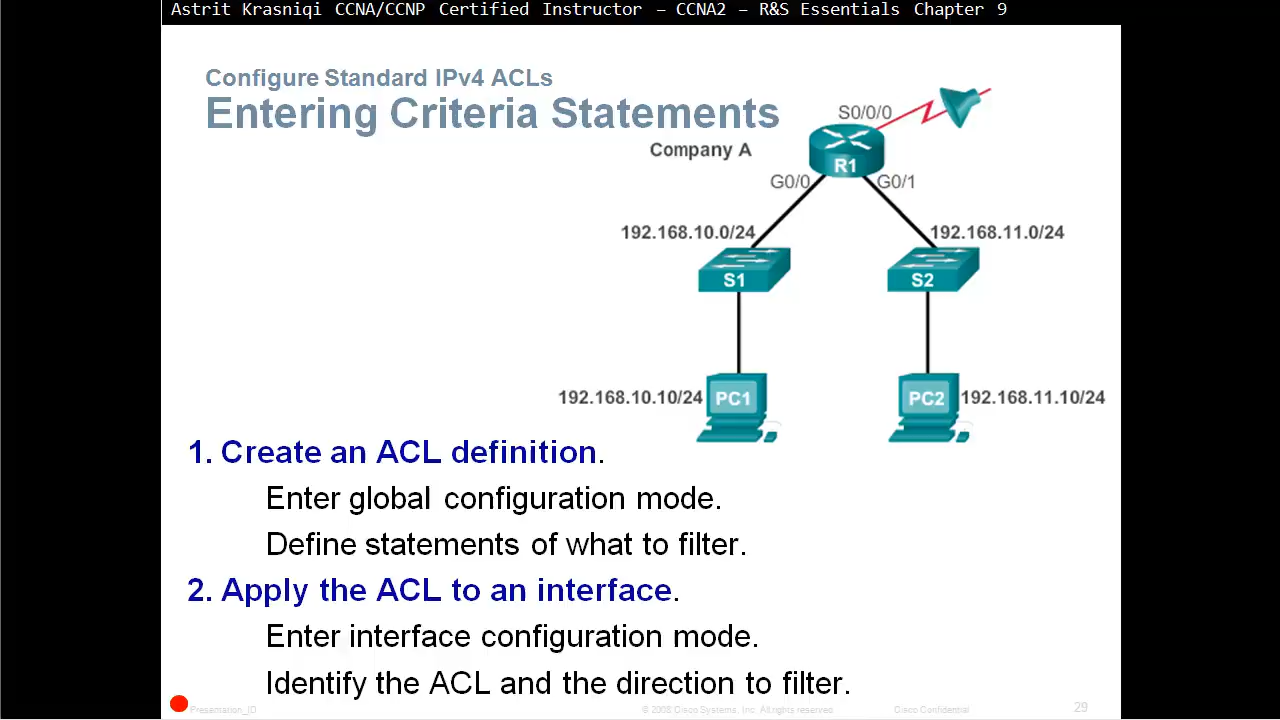 Astrit Krasniqi CCNA/CCNP Certified Instructor – CCNA2 – R&S Essentials Chapter 9
Configure Standard IPv4 ACLs
Entering Criteria Statements
S0/0/0
Company A
R1
G0/0
G0/1
192.168.10.0/24
192.168.11.0/24
S1
S2
192.168.10.10/24
PC1
PC2
192.168.11.10/24
1. Create an ACL definition.
Enter global configuration mode.
Define statements of what to filter.
2. Apply the ACL to an interface.
Enter interface configuration mode.
Identify the ACL and the direction to filter.
Presentation_ID
© 2008 Cisco Systems, Inc. All rights reserved.
Cisco Confidential
29